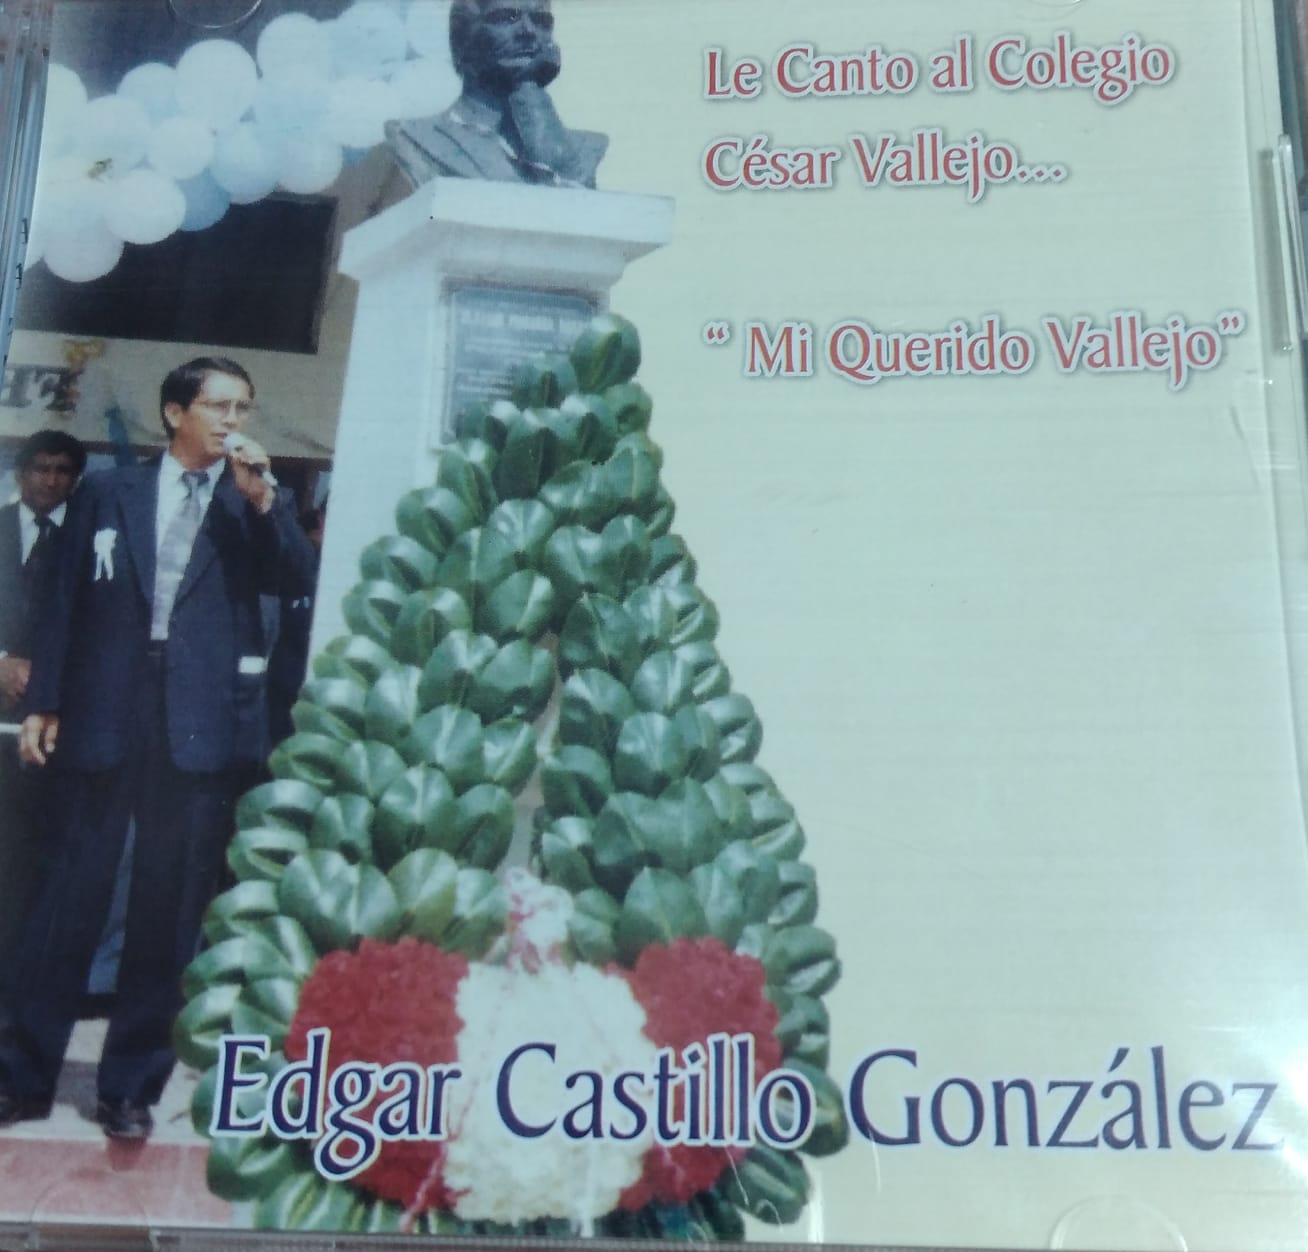 Le Canto al Colegio
César Vallejo...
“ Mi Querido Vallejo”
Edgar Castillo González